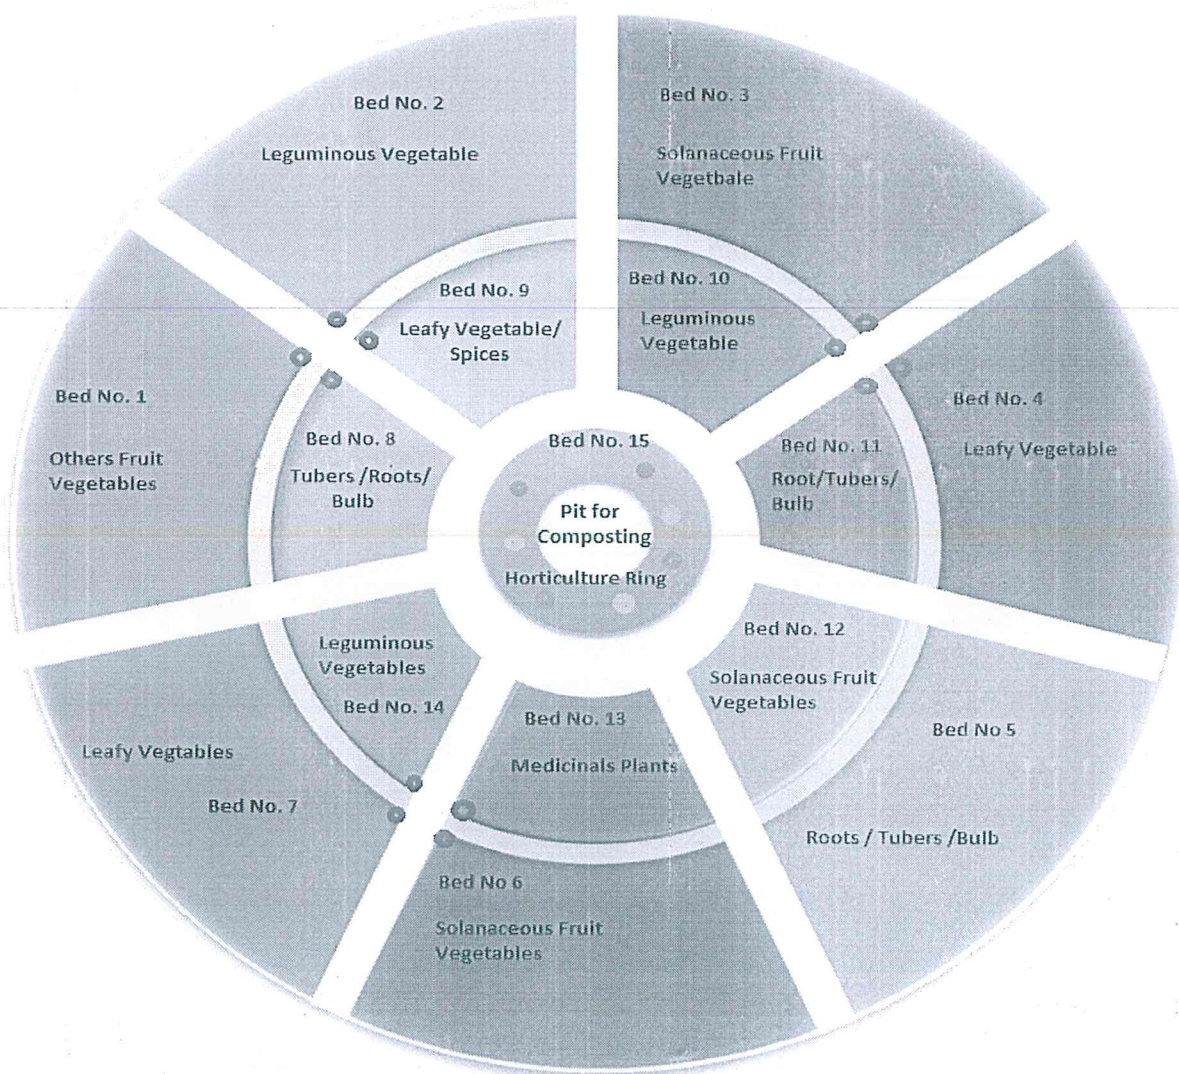 Bed No. 2
Leguminous Vegetable
Bed No. 3
Solanaceous Fruit
Vegetbale
Bed No. 9
Leafy Vegetable/
Spices
Bed No. 10
Leguminous
Vegetable
Bed No. 1
Others Fruit
Vegetables
Bed No. 8
Tubers /Roots/
Bulb
Bed No. 15
Pit for
Composting
Horticulture Ring
Bed No. 11
Root/Tubers/
Bulb
Bed No. 4
Leafy Vegetable
Leguminous
Vegetables
Bed No. 14
Bed No. 12
Solanaceous Fruit
Vegetables
Leafy Vegtables
Bed No. 7
Bed No. 13
Medicinals Plants
Bed No 5
Roots / Tubers /Bulb
Bed No 6
Solanaceous Fruit
Vegetables